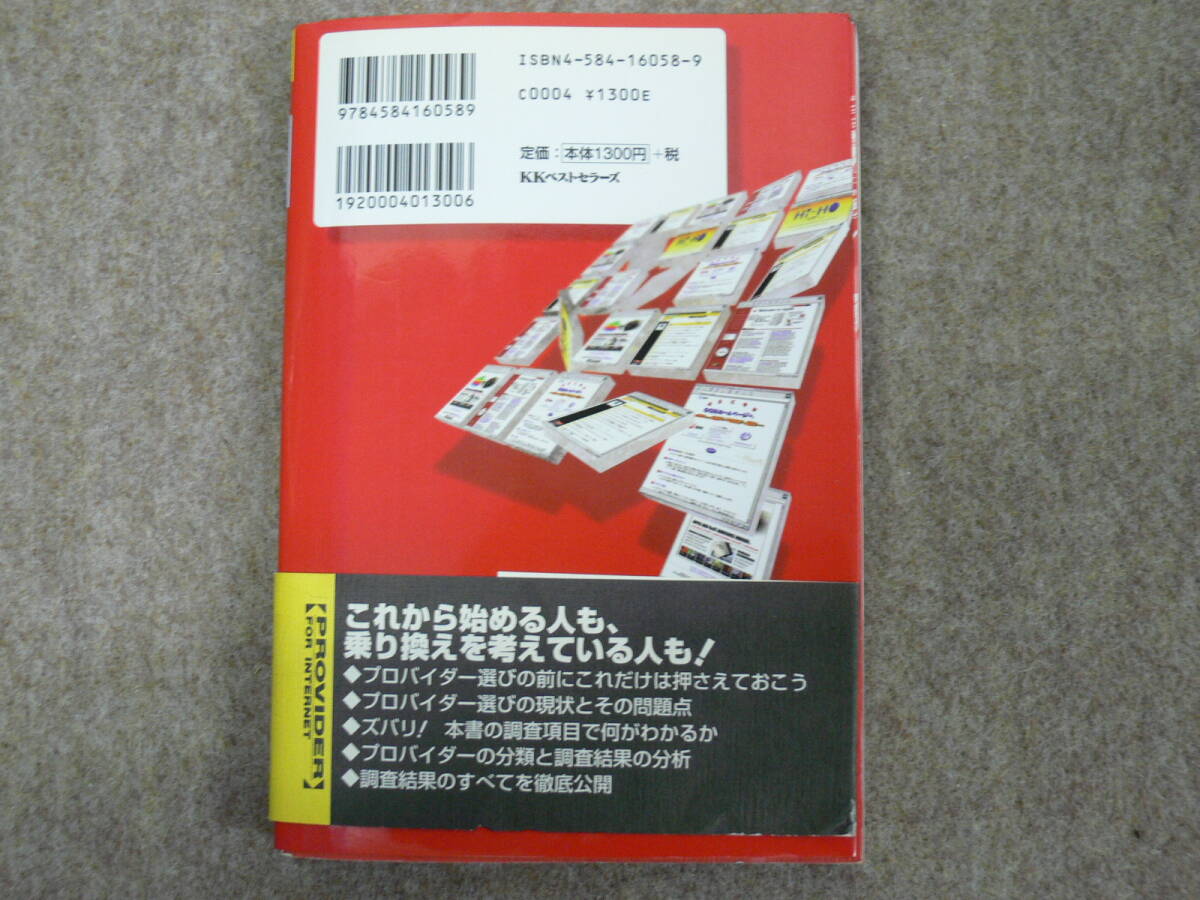 ISBN4-584-16058-9
C0004 ¥1300E
9784584160589
定価：本体1300円+税
KKベストセラーズ
1920004013006
Hi-HO
Hi-HO
【PROVIDER】
FOR INTERNET
これから始める人も、
乗り換えを考えている人も！
◆プロバイダー選びの前にこれだけは押さえておこう
◆プロバイダー選びの現状とその問題点
◆ズバリ！ 本書の調査項目で何がわかるか
◆プロバイダーの分類と調査結果の分析
◆調査結果のすべてを徹底公開